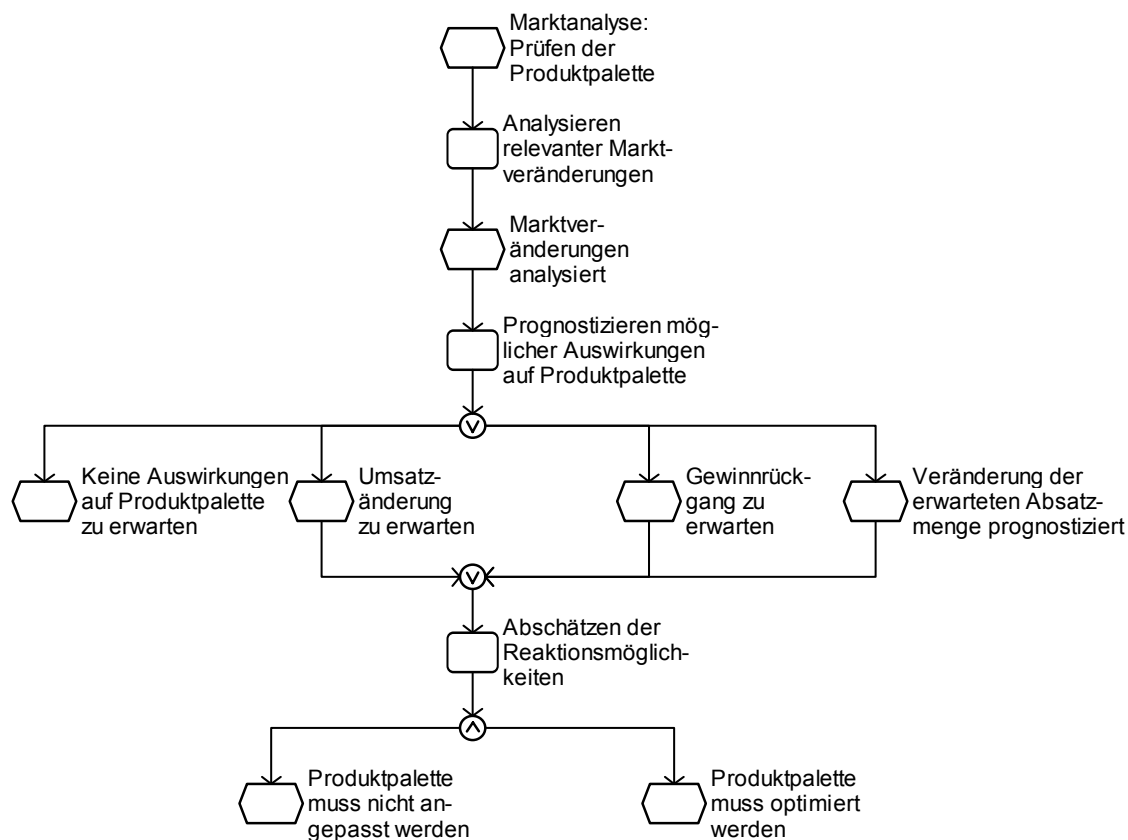 Marktanalyse:
Prüfen der
Produktpalette
Analysieren
relevanter Markt-
veränderungen
Marktver-
änderungen
analysiert
Prognostizieren mög-
licher Auswirkungen
auf Produktpalette
Keine Auswirkungen
auf Produktpalette
zu erwarten
Umsatz-
änderung
zu erwarten
Gewinnrück-
gang zu
erwarten
Veränderung der
erwarteten Absatz-
menge prognostiziert
Abschätzen der
Reaktionsmöglich-
keiten
Produktpalette
muss nicht an-
gepasst werden
Produktpalette
muss optimiert
werden